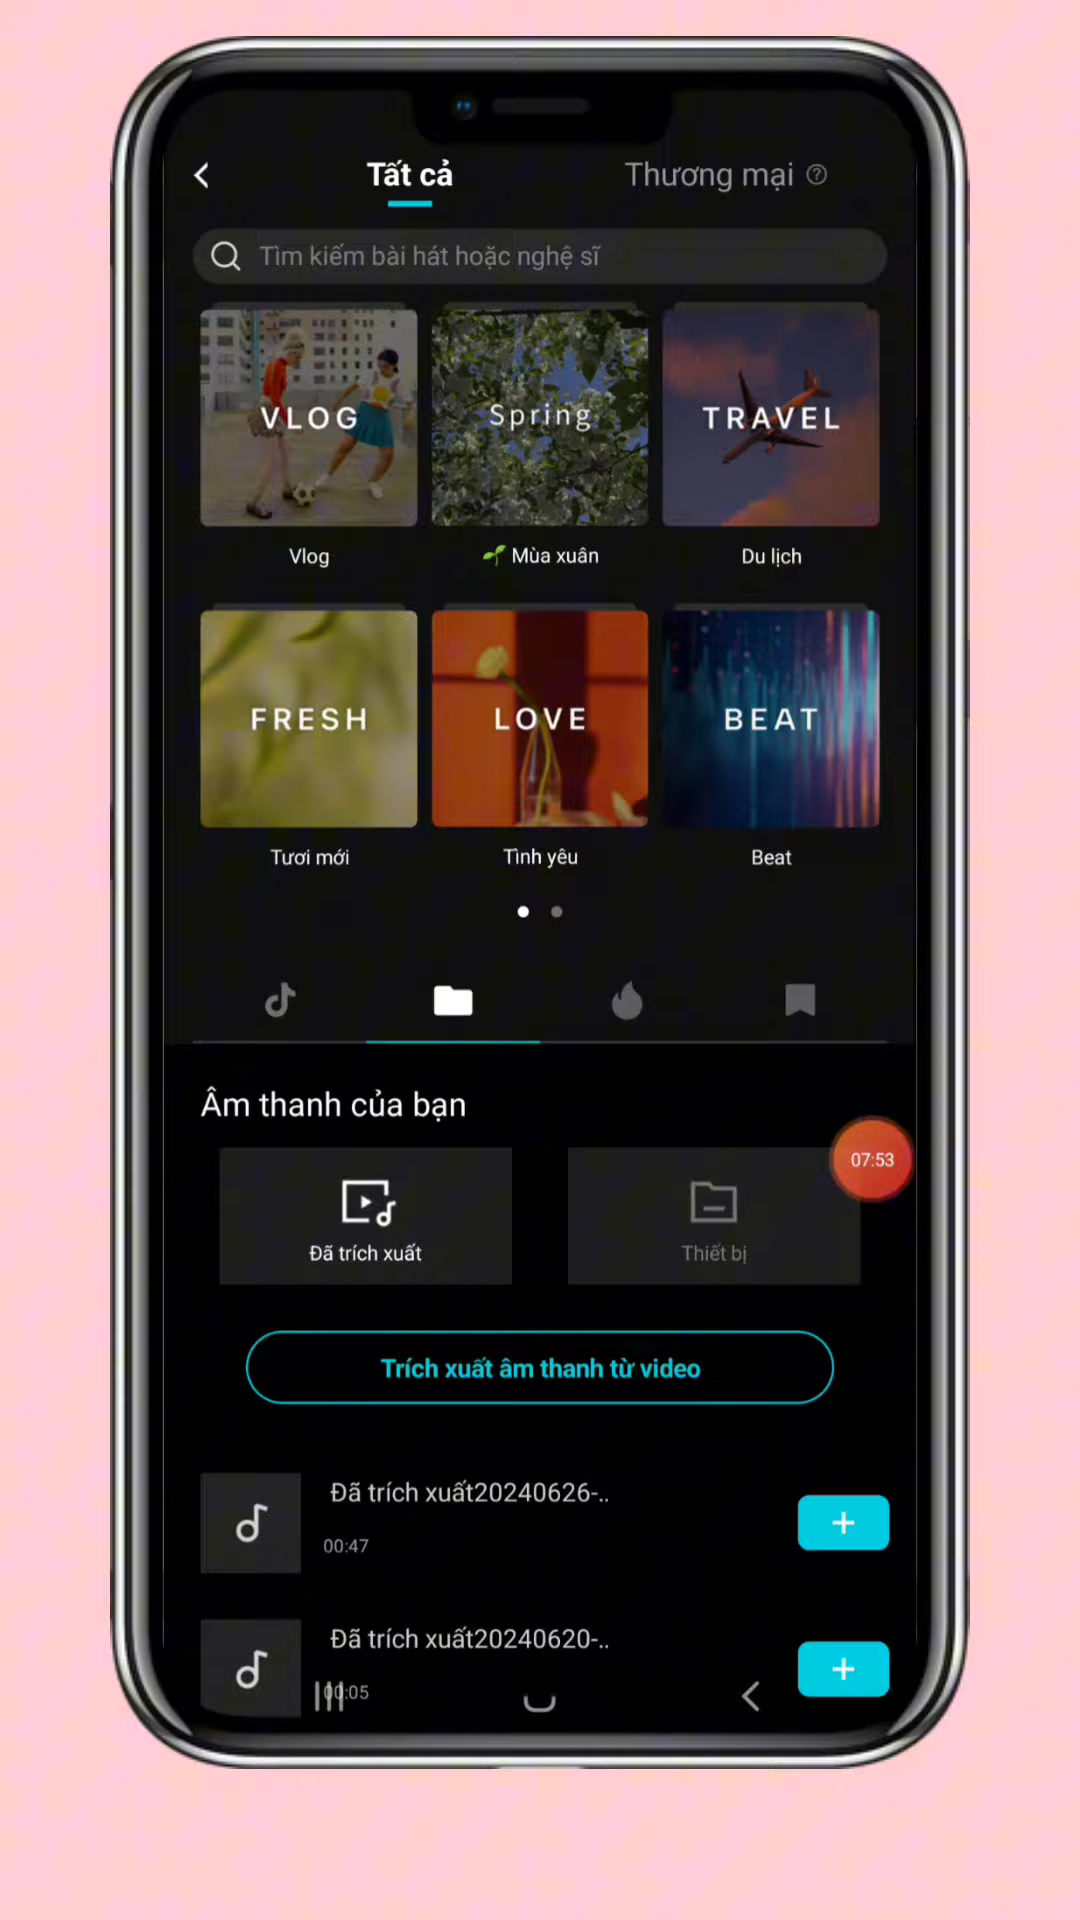 Tất cả
Thương mại
Tìm kiếm bài hát hoặc nghệ sĩ
VLOG
Spring
TRAVEL
Vlog
Mùa xuân
Du lịch
FRESH
LOVE
BEAT
Tươi mới
Tình yêu
Beat
Âm thanh của bạn
07:53
Đã trích xuất
Thiết bị
Trích xuất âm thanh từ video
Đã trích xuất20240626-..
00:47
Đã trích xuất20240620-..
00:05